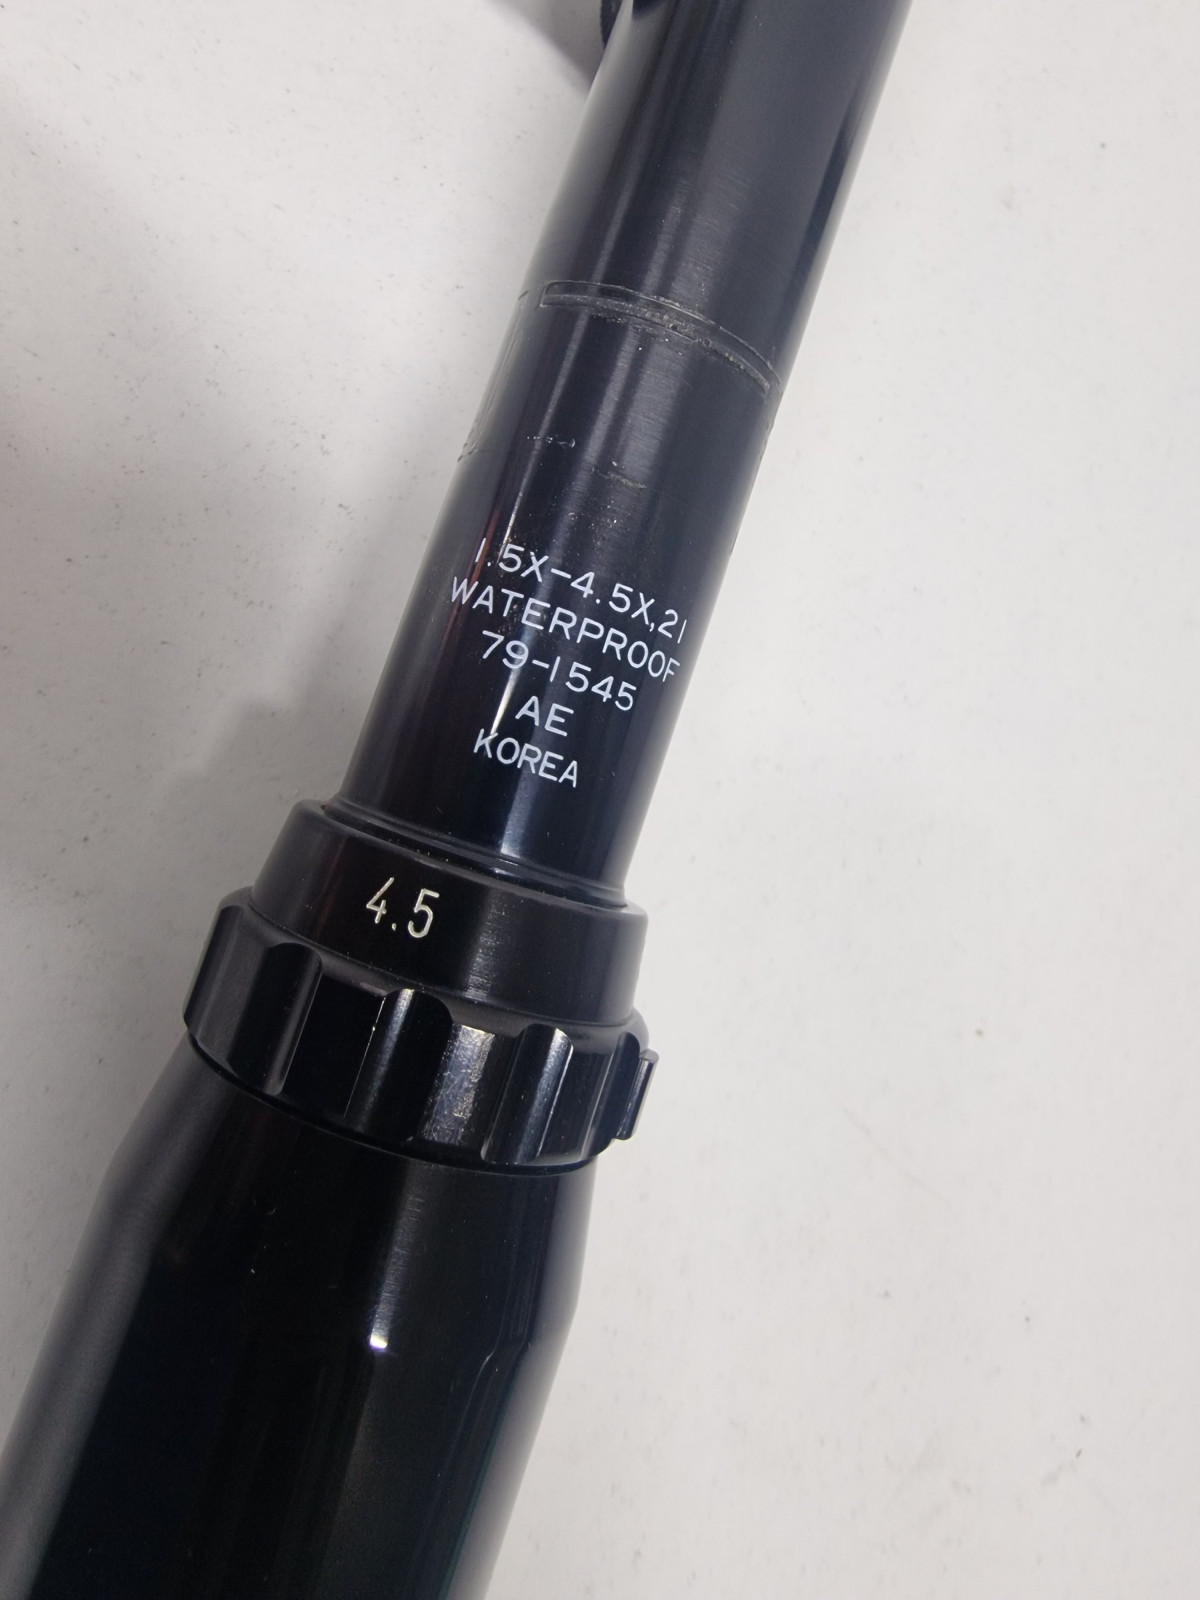 1.5X-4.5X,21
WATERPROOF
79-1545
AE
KOREA
4.5